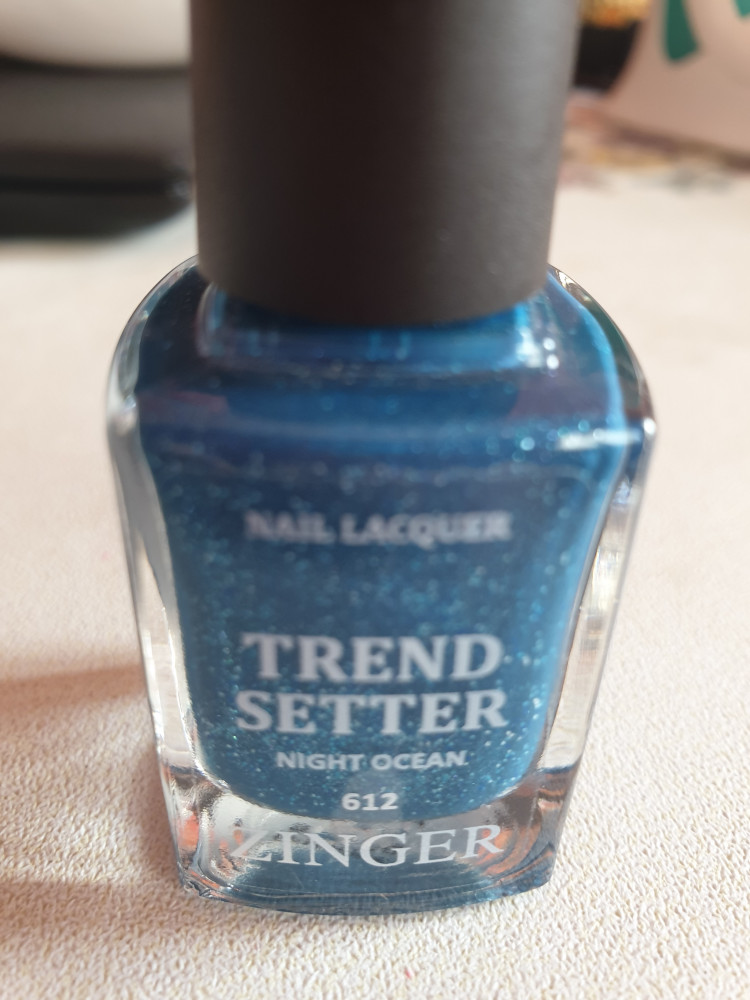 NAIL LACQUER
TREND
SETTER
NIGHT OCEAN
612
ZINGER